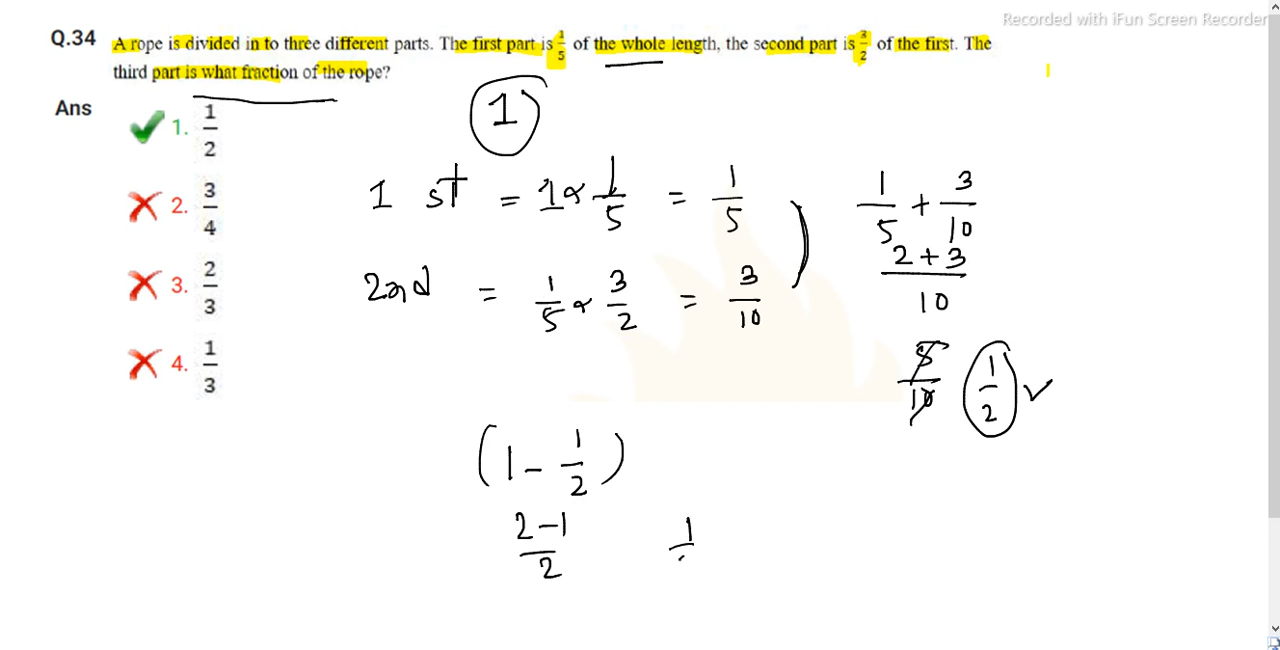 Recorded with iFun Screen Recorder
Q.34 A rope is divided in to three different parts. The first part is 1/5 of the whole length, the second part is 3/2 of the first. The
third part is what fraction of the rope?
Ans
1. 1/2
2. 3/4
3. 2/3
4. 1/3
1
1 st = 1 × 1/5 = 1/5
2nd = 1/5 × 3/2 = 3/10
1/5 + 3/10
2+3/10
5/10 1/2
(1 - 1/2)
2-1/2
1